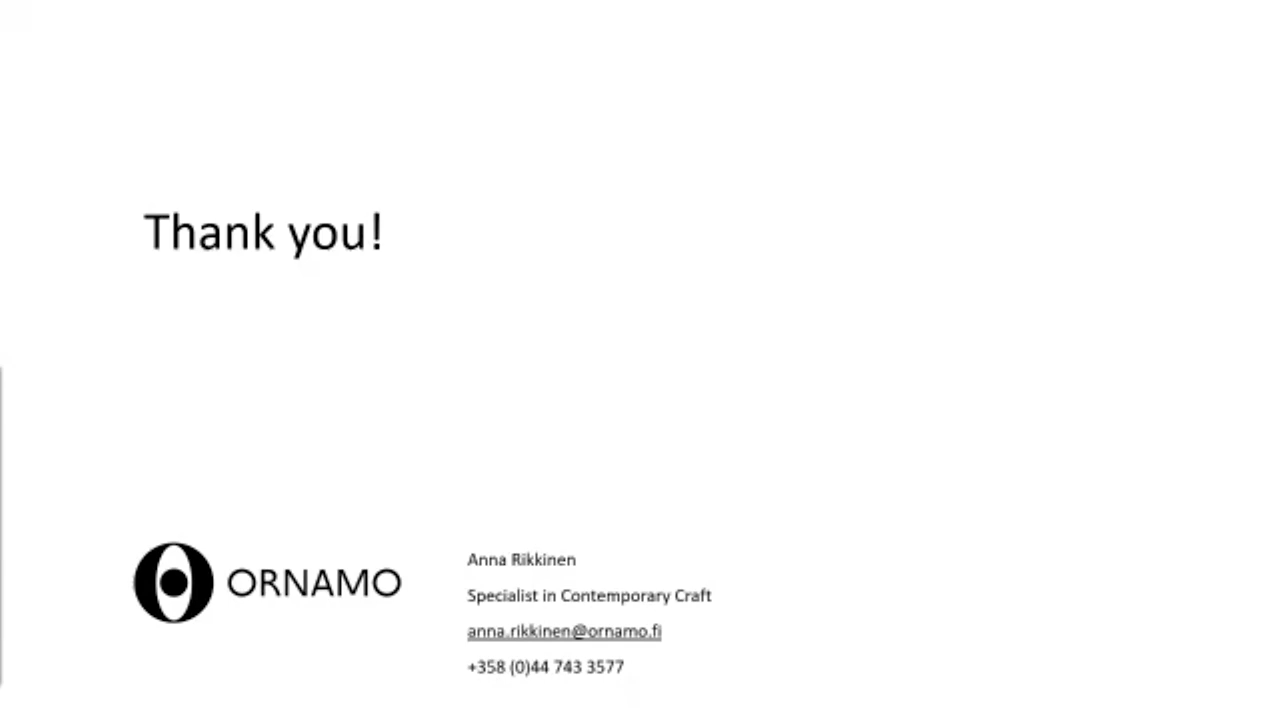 Thank you!
ORNAMO
Anna Rikkinen
Specialist in Contemporary Craft
anna.rikkinen@ornamo.fi
+358 (0)44 743 3577